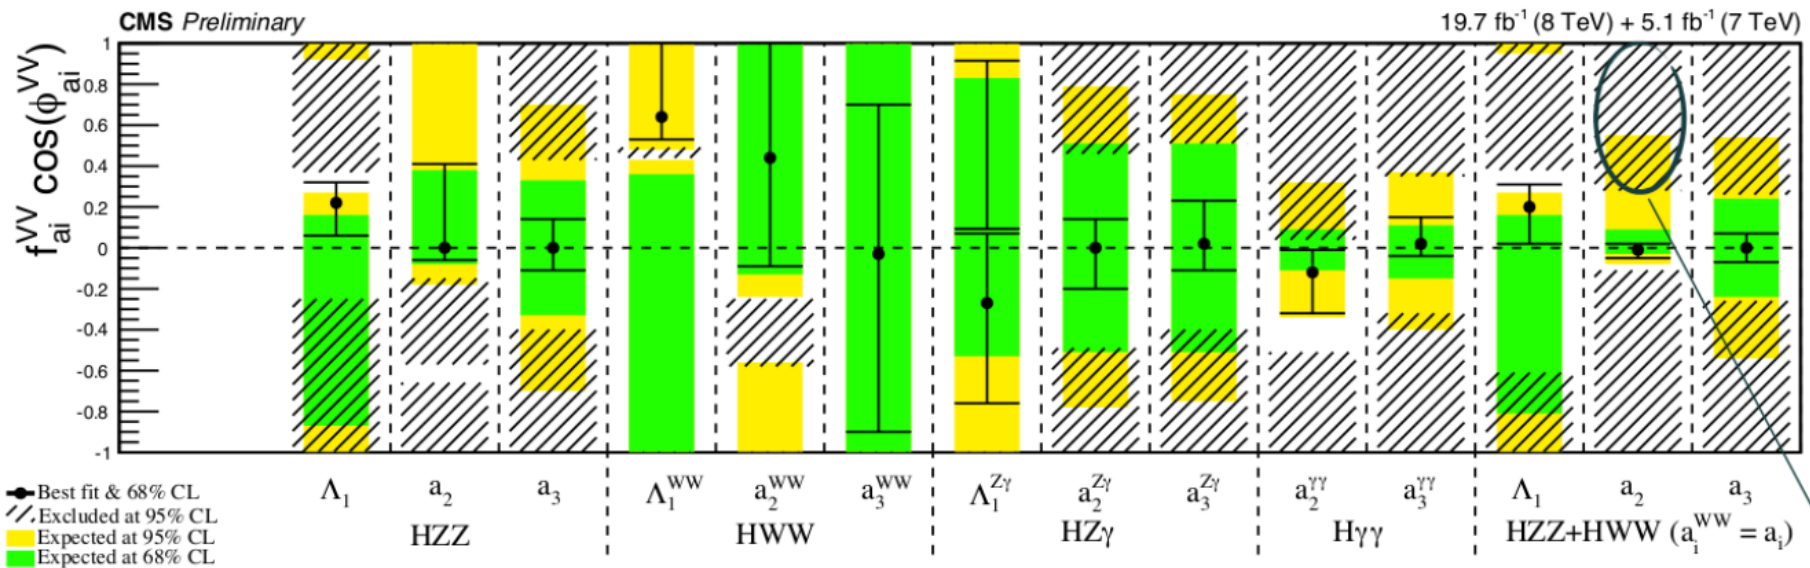 CMS Preliminary 19.7 fb⁻¹ (8 TeV) + 5.1 fb⁻¹ (7 TeV)
f_ai^VV cos(ϕ_ai^VV)
1
0.8
0.6
0.4
0.2
0
-0.2
-0.4
-0.6
-0.8
-1
Λ₁ a₂ a₃ Λ₁^WW a₂^WW a₃^WW Λ₁^Zγ a₂^Zγ a₃^Zγ a₂^γγ a₃^γγ Λ₁ a₂ a₃
HZZ HWW HZγ Hγγ HZZ+HWW (a_i^WW = a_i)
Best fit & 68% CL
Excluded at 95% CL
Expected at 95% CL
Expected at 68% CL